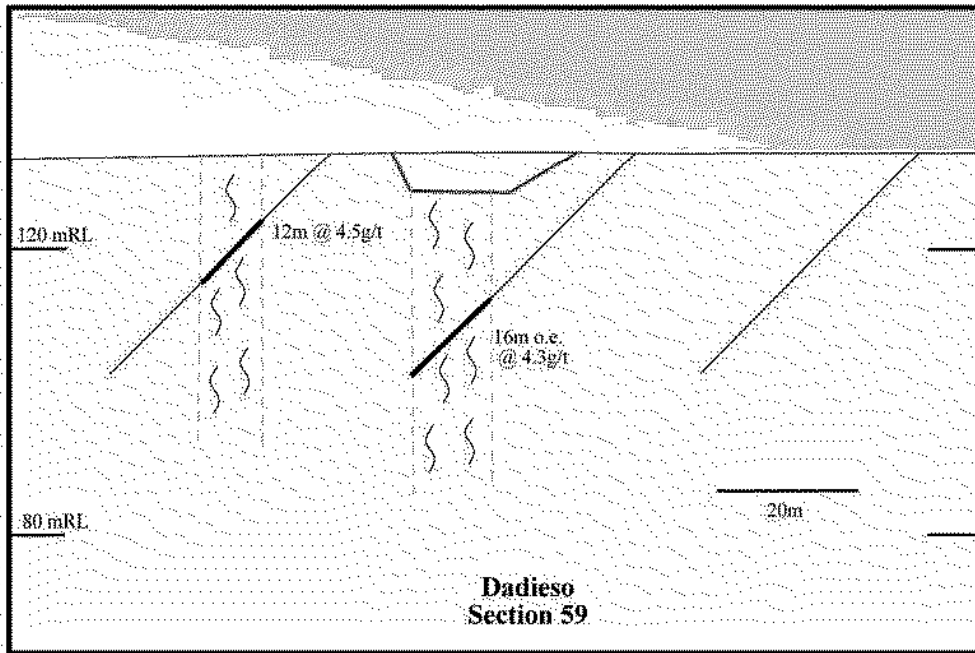 120 mRL
12m @ 4.5g/t
16m o.e.
@ 4.3g/t
20m
80 mRL
Dadieso
Section 59